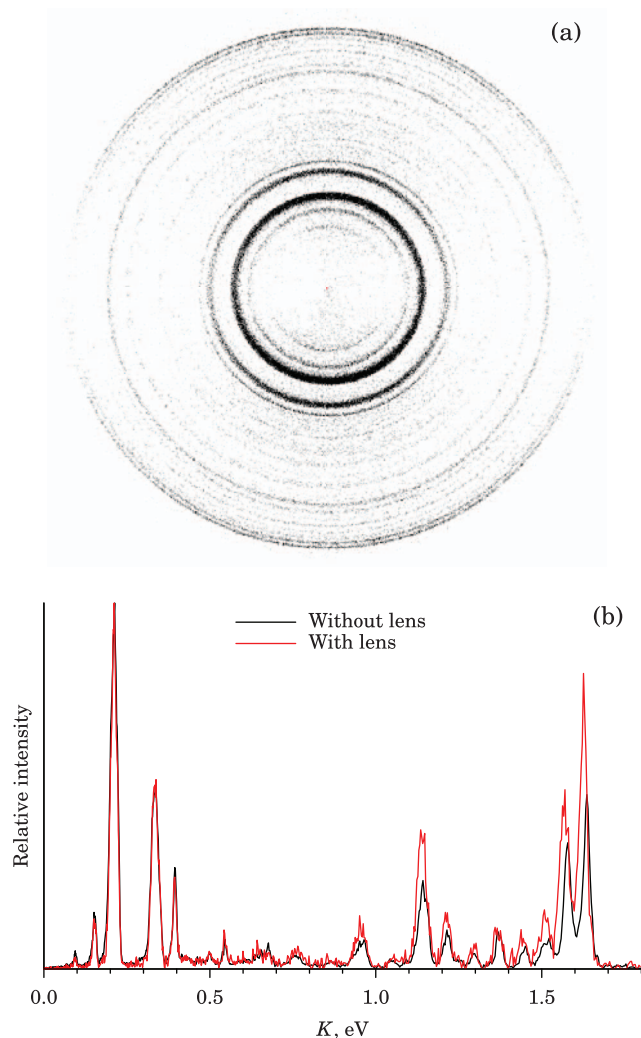 (a)
(b)
Without lens
With lens
Relative intensity
0.0 0.5 1.0 1.5
K, eV